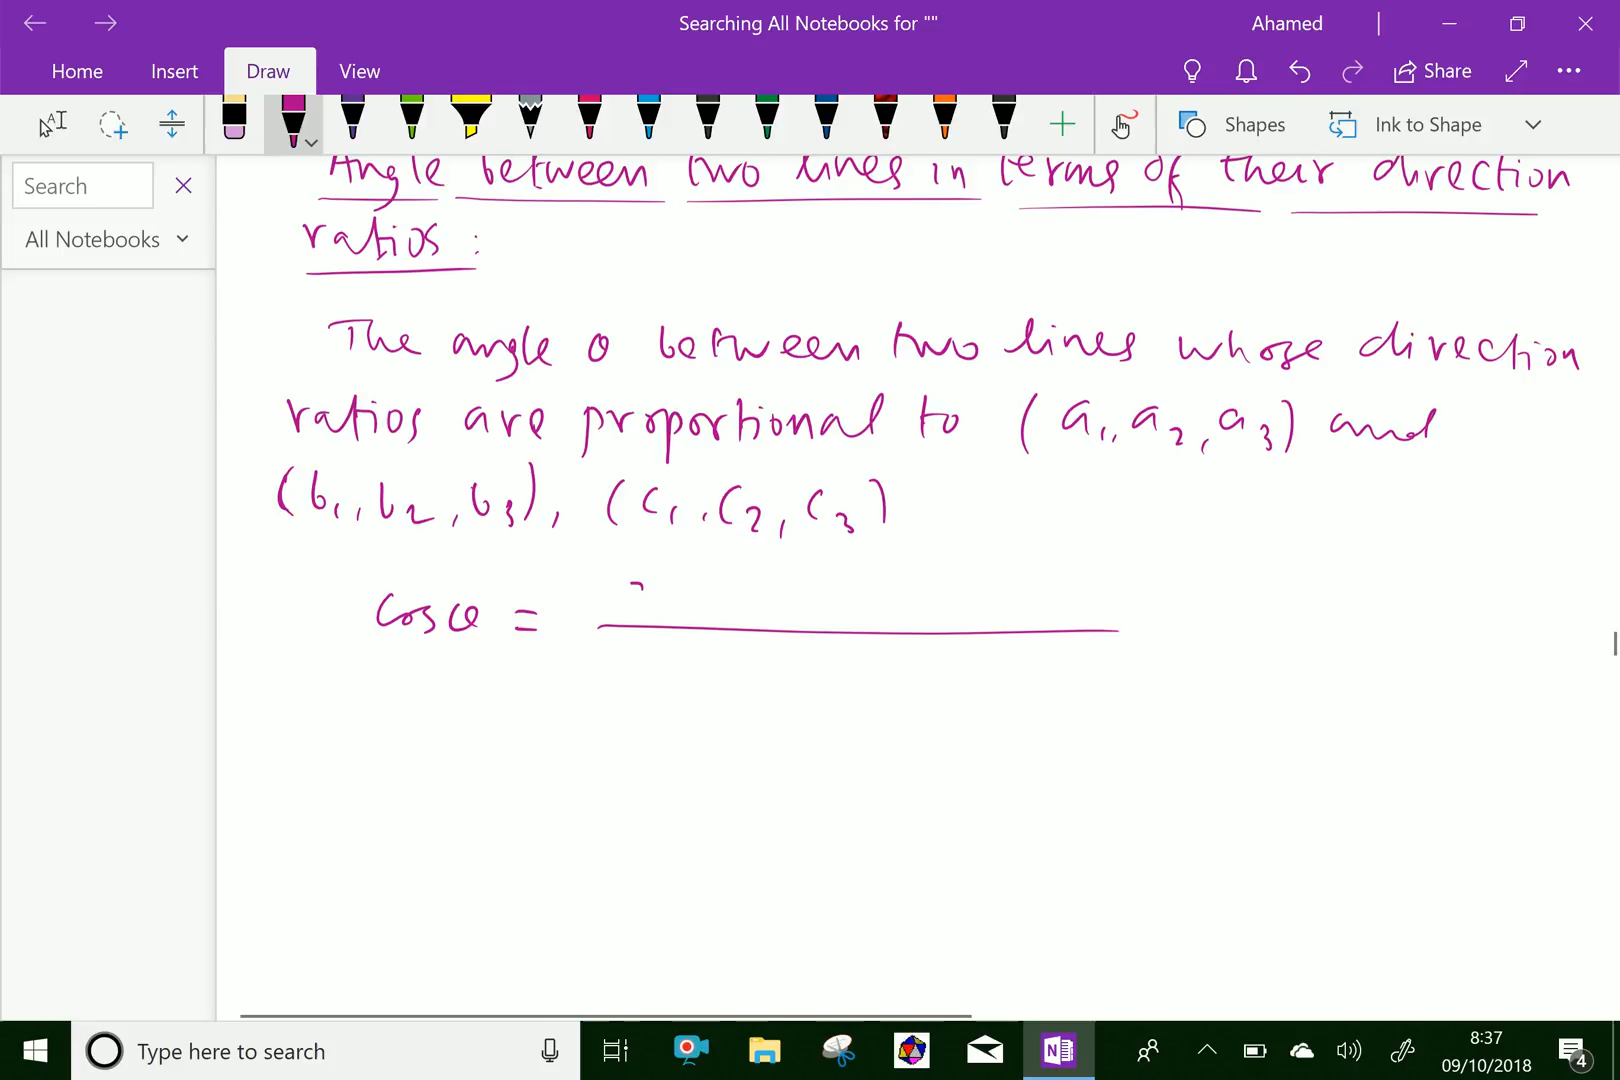 Searching All Notebooks for ""
Ahamed
Home Insert Draw View
Share
Shapes
Ink to Shape
Search
All Notebooks
Angle between two lines in terms of their direction
ratios :
The angle θ between two lines whose direction
ratios are proportional to (a₁, a₂, a₃) and
(b₁, b₂, b₃), (c₁, c₂, c₃)
cos θ =
Type here to search
8:37
09/10/2018
4